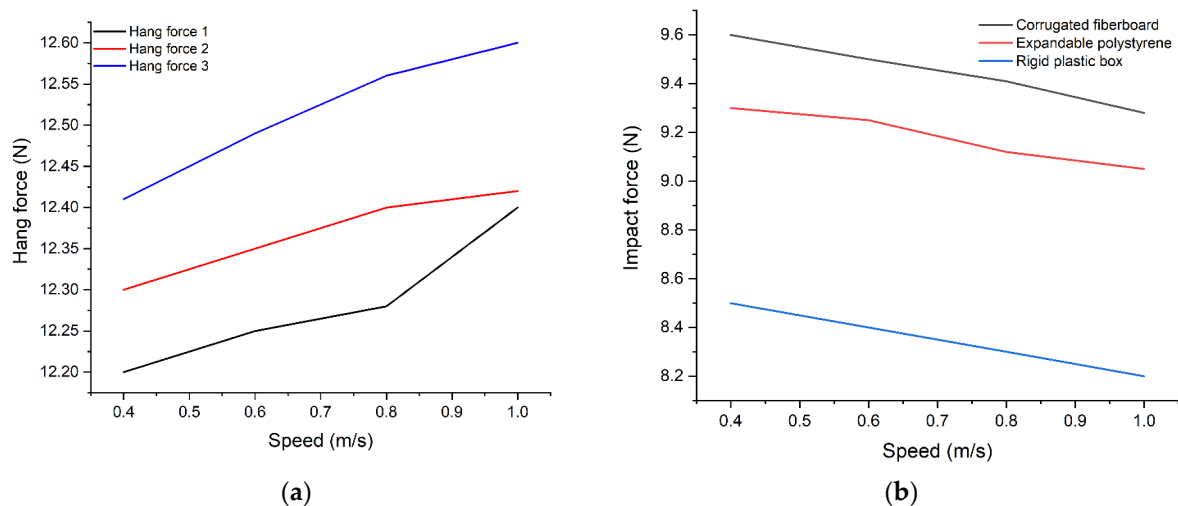 Hang force 1
Hang force 2
Hang force 3
12.60
12.55
12.50
12.45
12.40
12.35
12.30
12.25
12.20
Hang force (N)
0.4 0.5 0.6 0.7 0.8 0.9 1.0
Speed (m/s)
(a)
Corrugated fiberboard
Expandable polystyrene
Rigid plastic box
9.6
9.4
9.2
9.0
8.8
8.6
8.4
8.2
Impact force (N)
0.4 0.5 0.6 0.7 0.8 0.9 1.0
Speed (m/s)
(b)